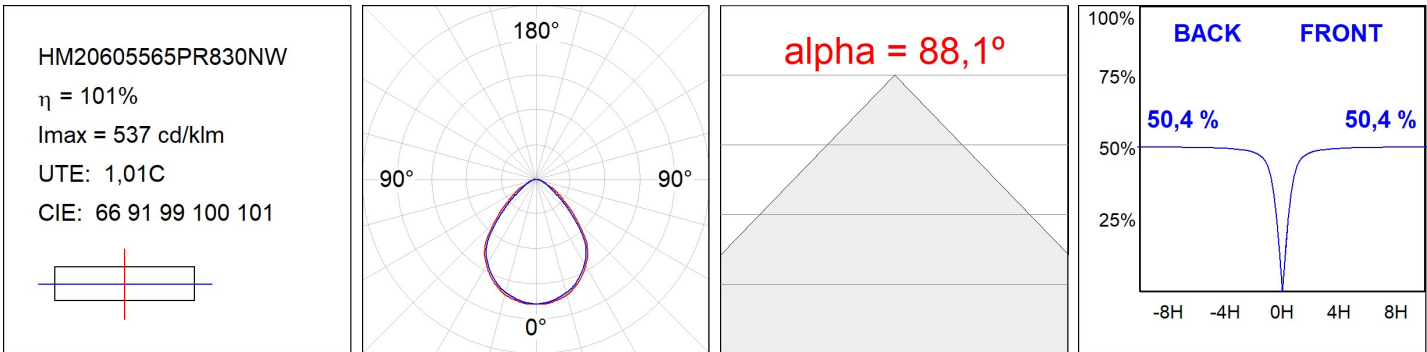 HM20605565PR830NW
η = 101%
Imax = 537 cd/klm
UTE: 1,01C
CIE: 66 91 99 100 101
180°
90° 90°
0°
alpha = 88,1º
100%
BACK FRONT
75%
50,4 % 50,4 %
50%
25%
-8H -4H 0H 4H 8H